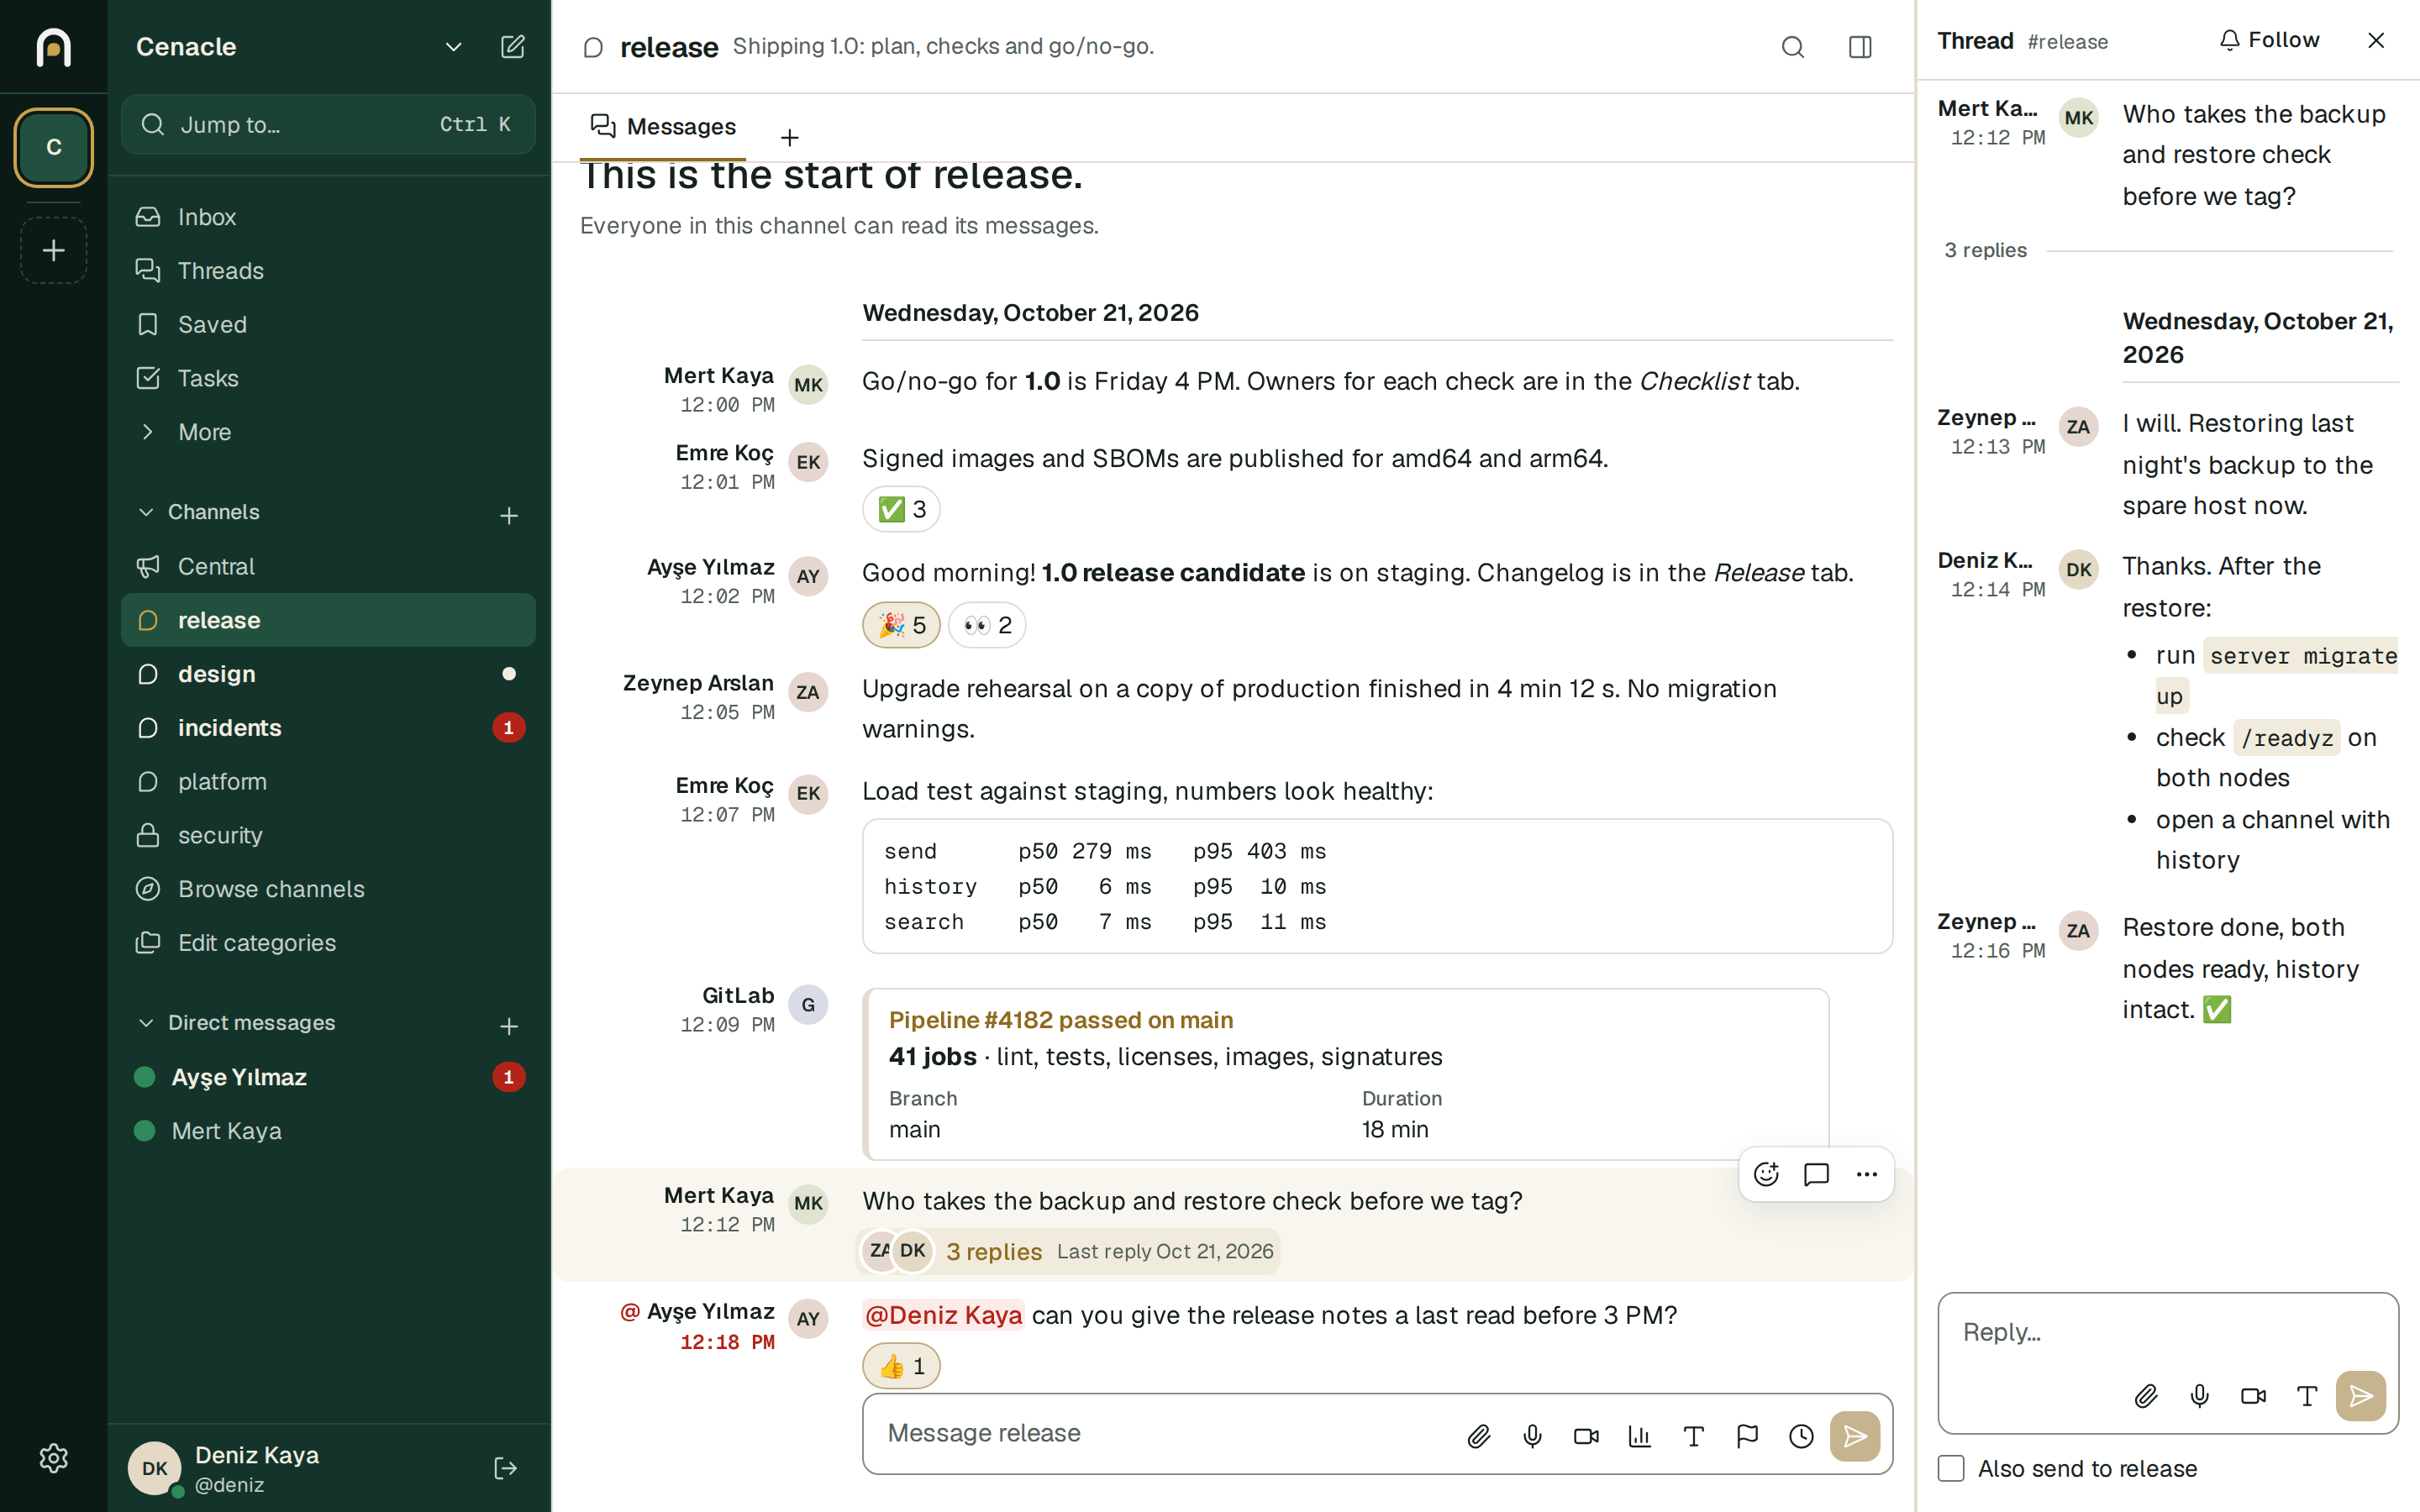 Cenacle
C
Jump to...
Ctrl K
Inbox
Threads
Saved
Tasks
More
Channels
Central
release
design
incidents
1
platform
security
Browse channels
Edit categories
Direct messages
Ayşe Yılmaz
1
Mert Kaya
DK
Deniz Kaya
@deniz
release
Shipping 1.0: plan, checks and go/no-go.
Messages
This is the start of release.
Everyone in this channel can read its messages.
Wednesday, October 21, 2026
Mert Kaya
12:00 PM
MK
Go/no-go for 1.0 is Friday 4 PM. Owners for each check are in the Checklist tab.
Emre Koç
12:01 PM
EK
Signed images and SBOMs are published for amd64 and arm64.
✅ 3
Ayşe Yılmaz
12:02 PM
AY
Good morning! 1.0 release candidate is on staging. Changelog is in the Release tab.
🎉 5
👀 2
Zeynep Arslan
12:05 PM
ZA
Upgrade rehearsal on a copy of production finished in 4 min 12 s. No migration
warnings.
Emre Koç
12:07 PM
EK
Load test against staging, numbers look healthy:
send p50 279 ms p95 403 ms
history p50 6 ms p95 10 ms
search p50 7 ms p95 11 ms
GitLab
12:09 PM
G
Pipeline #4182 passed on main
41 jobs · lint, tests, licenses, images, signatures
Branch
Duration
main
18 min
Mert Kaya
12:12 PM
MK
Who takes the backup and restore check before we tag?
ZA
DK
3 replies
Last reply Oct 21, 2026
@ Ayşe Yılmaz
12:18 PM
AY
@Deniz Kaya can you give the release notes a last read before 3 PM?
👍 1
Message release
Thread
#release
Follow
Mert Ka...
12:12 PM
MK
Who takes the backup
and restore check
before we tag?
3 replies
Wednesday, October 21,
2026
Zeynep ...
12:13 PM
ZA
I will. Restoring last
night's backup to the
spare host now.
Deniz K...
12:14 PM
DK
Thanks. After the
restore:
• run server migrate
up
• check /readyz on
both nodes
• open a channel with
history
Zeynep ...
12:16 PM
ZA
Restore done, both
nodes ready, history
intact. ✅
Reply...
Also send to release